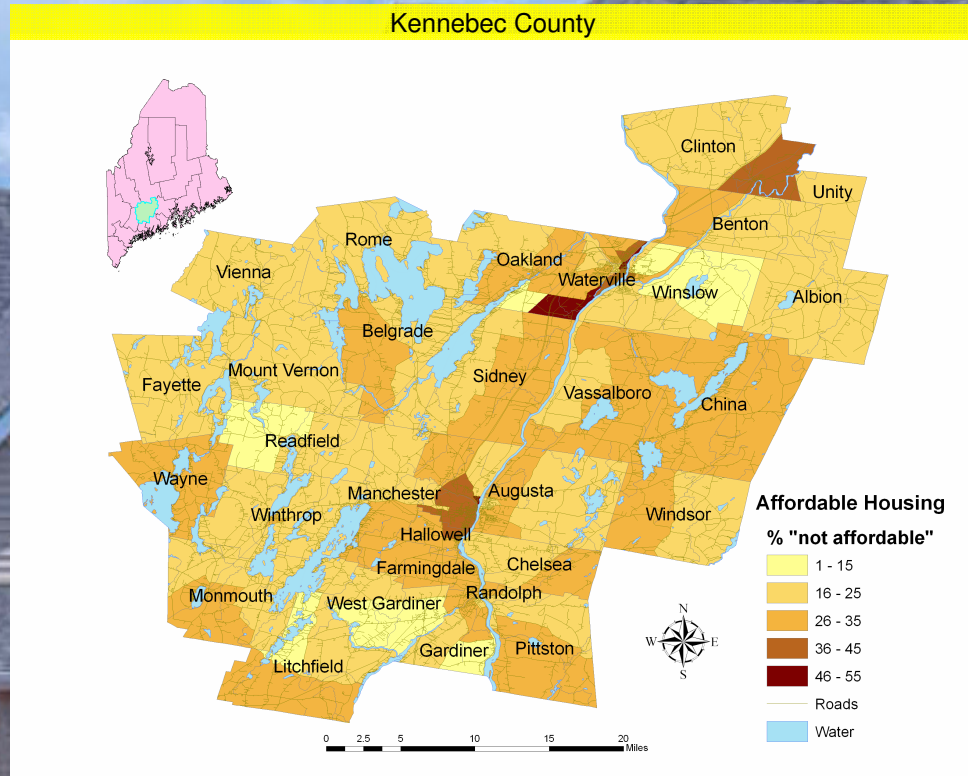 Kennebec County
Clinton
Unity
Benton
Rome
Oakland
Vienna
Waterville
Winslow
Albion
Belgrade
Mount Vernon
Sidney
Fayette
Vassalboro
China
Readfield
Wayne
Manchester
Augusta
Winthrop
Windsor
Hallowell
Farmingdale
Chelsea
Randolph
Monmouth
West Gardiner
Gardiner
Pittston
Litchfield
Affordable Housing
% "not affordable"
1 - 15
16 - 25
26 - 35
36 - 45
46 - 55
Roads
Water
N
W E
S
0 2.5 5 10 15 20
Miles